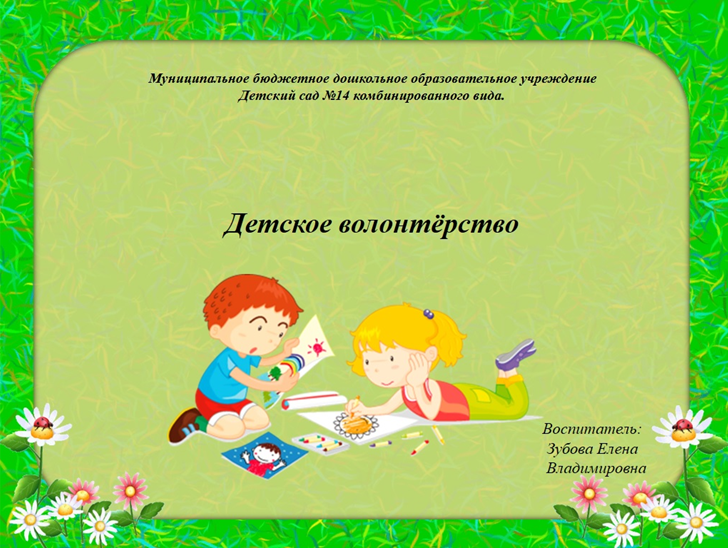 Муниципальное бюджетное дошкольное образовательное учреждение
Детский сад №14 комбинированного вида.
Детское волонтёрство
Воспитатель:
Зубова Елена
Владимировна